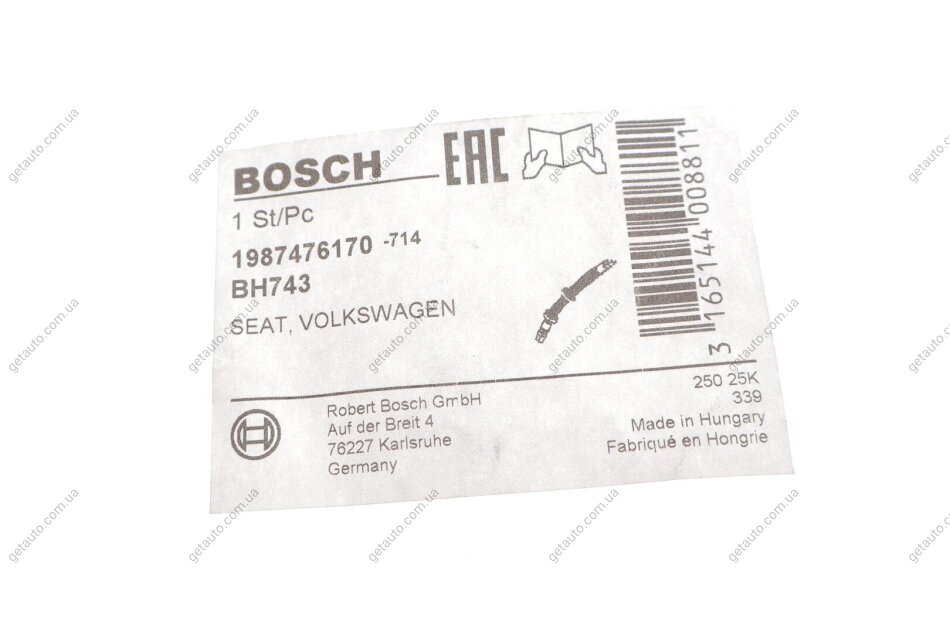 BOSCH
EAC
1 St/Pc
1987476170 -714
BH743
SEAT, VOLKSWAGEN
3 165144 008811
Robert Bosch GmbH
Auf der Breit 4
76227 Karlsruhe
Germany
250 25K
339
Made in Hungary
Fabriqué en Hongrie
getauto.com.ua